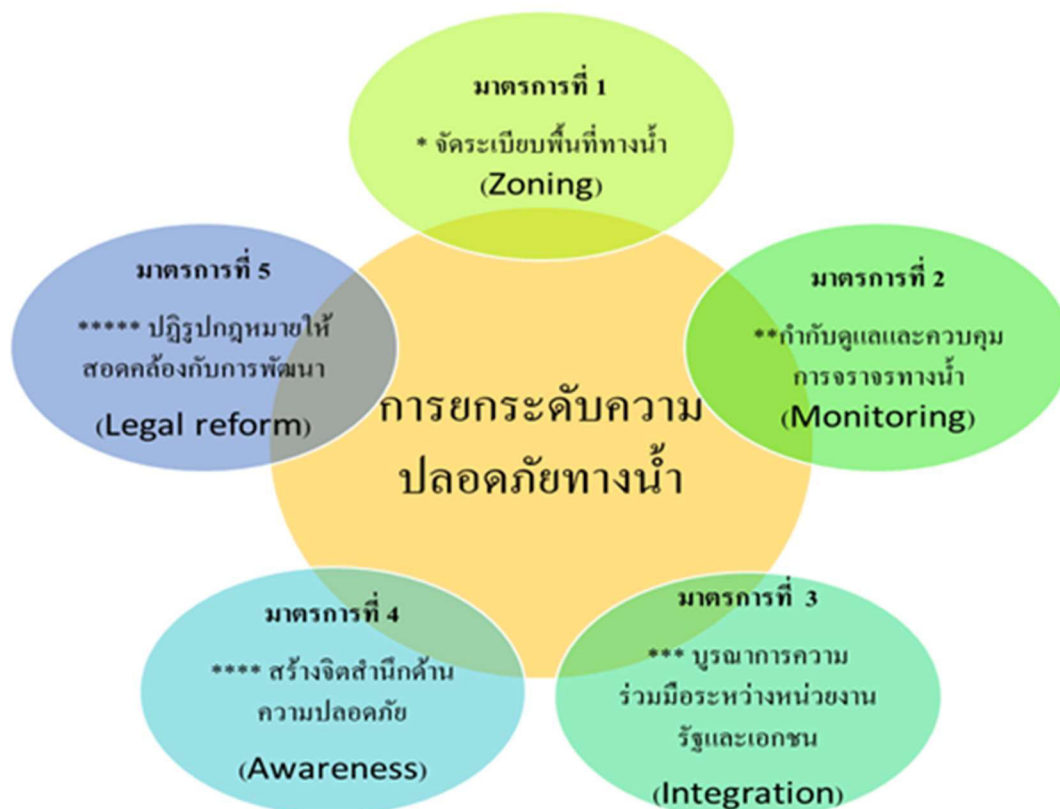 มาตรการที่ 1
* จัดระเบียบพื้นที่ทางน้ำ
(Zoning)
มาตรการที่ 2
**กำกับดูแลและควบคุม
การจราจรทางน้ำ
(Monitoring)
มาตรการที่ 3
*** บูรณาการความ
ร่วมมือระหว่างหน่วยงาน
รัฐและเอกชน
(Integration)
มาตรการที่ 4
**** สร้างจิตสำนึกด้าน
ความปลอดภัย
(Awareness)
มาตรการที่ 5
***** ปฏิรูปกฎหมายให้
สอดคล้องกับการพัฒนา
(Legal reform)
การยกระดับความ
ปลอดภัยทางน้ำ